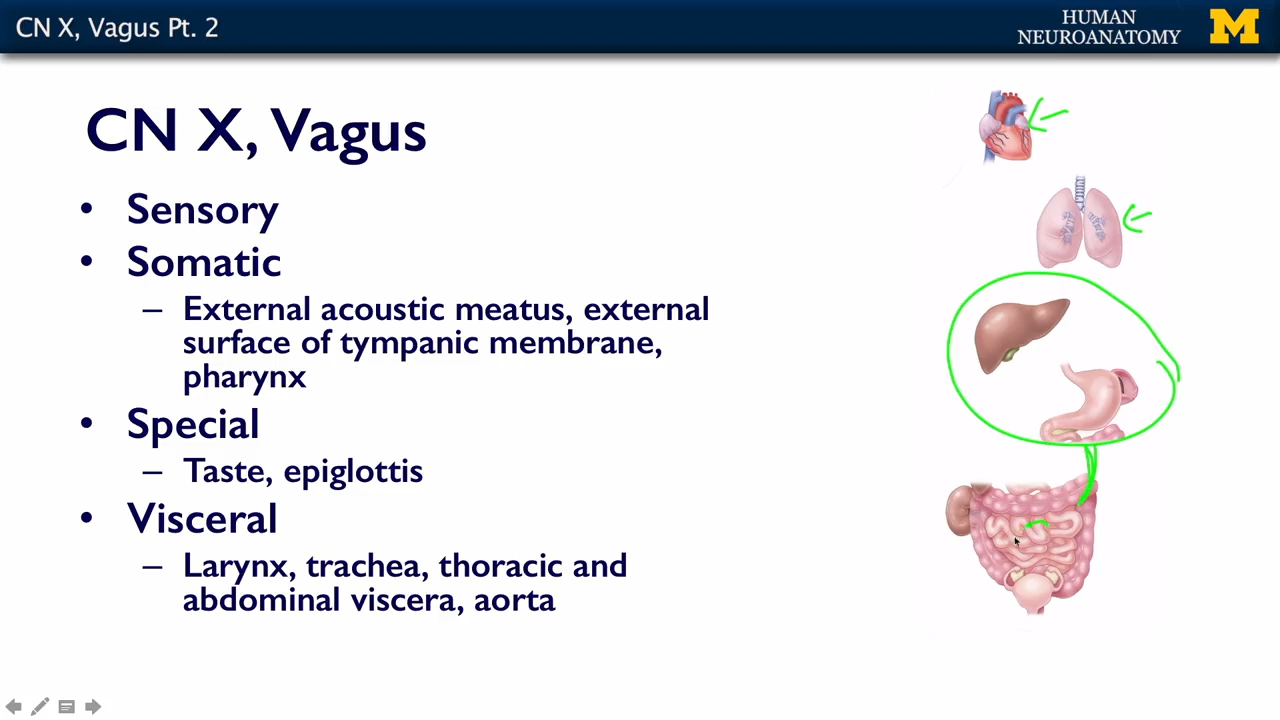 CN X, Vagus Pt. 2
HUMAN
NEUROANATOMY
M
CN X, Vagus
• Sensory
• Somatic
– External acoustic meatus, external
surface of tympanic membrane,
pharynx
• Special
– Taste, epiglottis
• Visceral
– Larynx, trachea, thoracic and
abdominal viscera, aorta